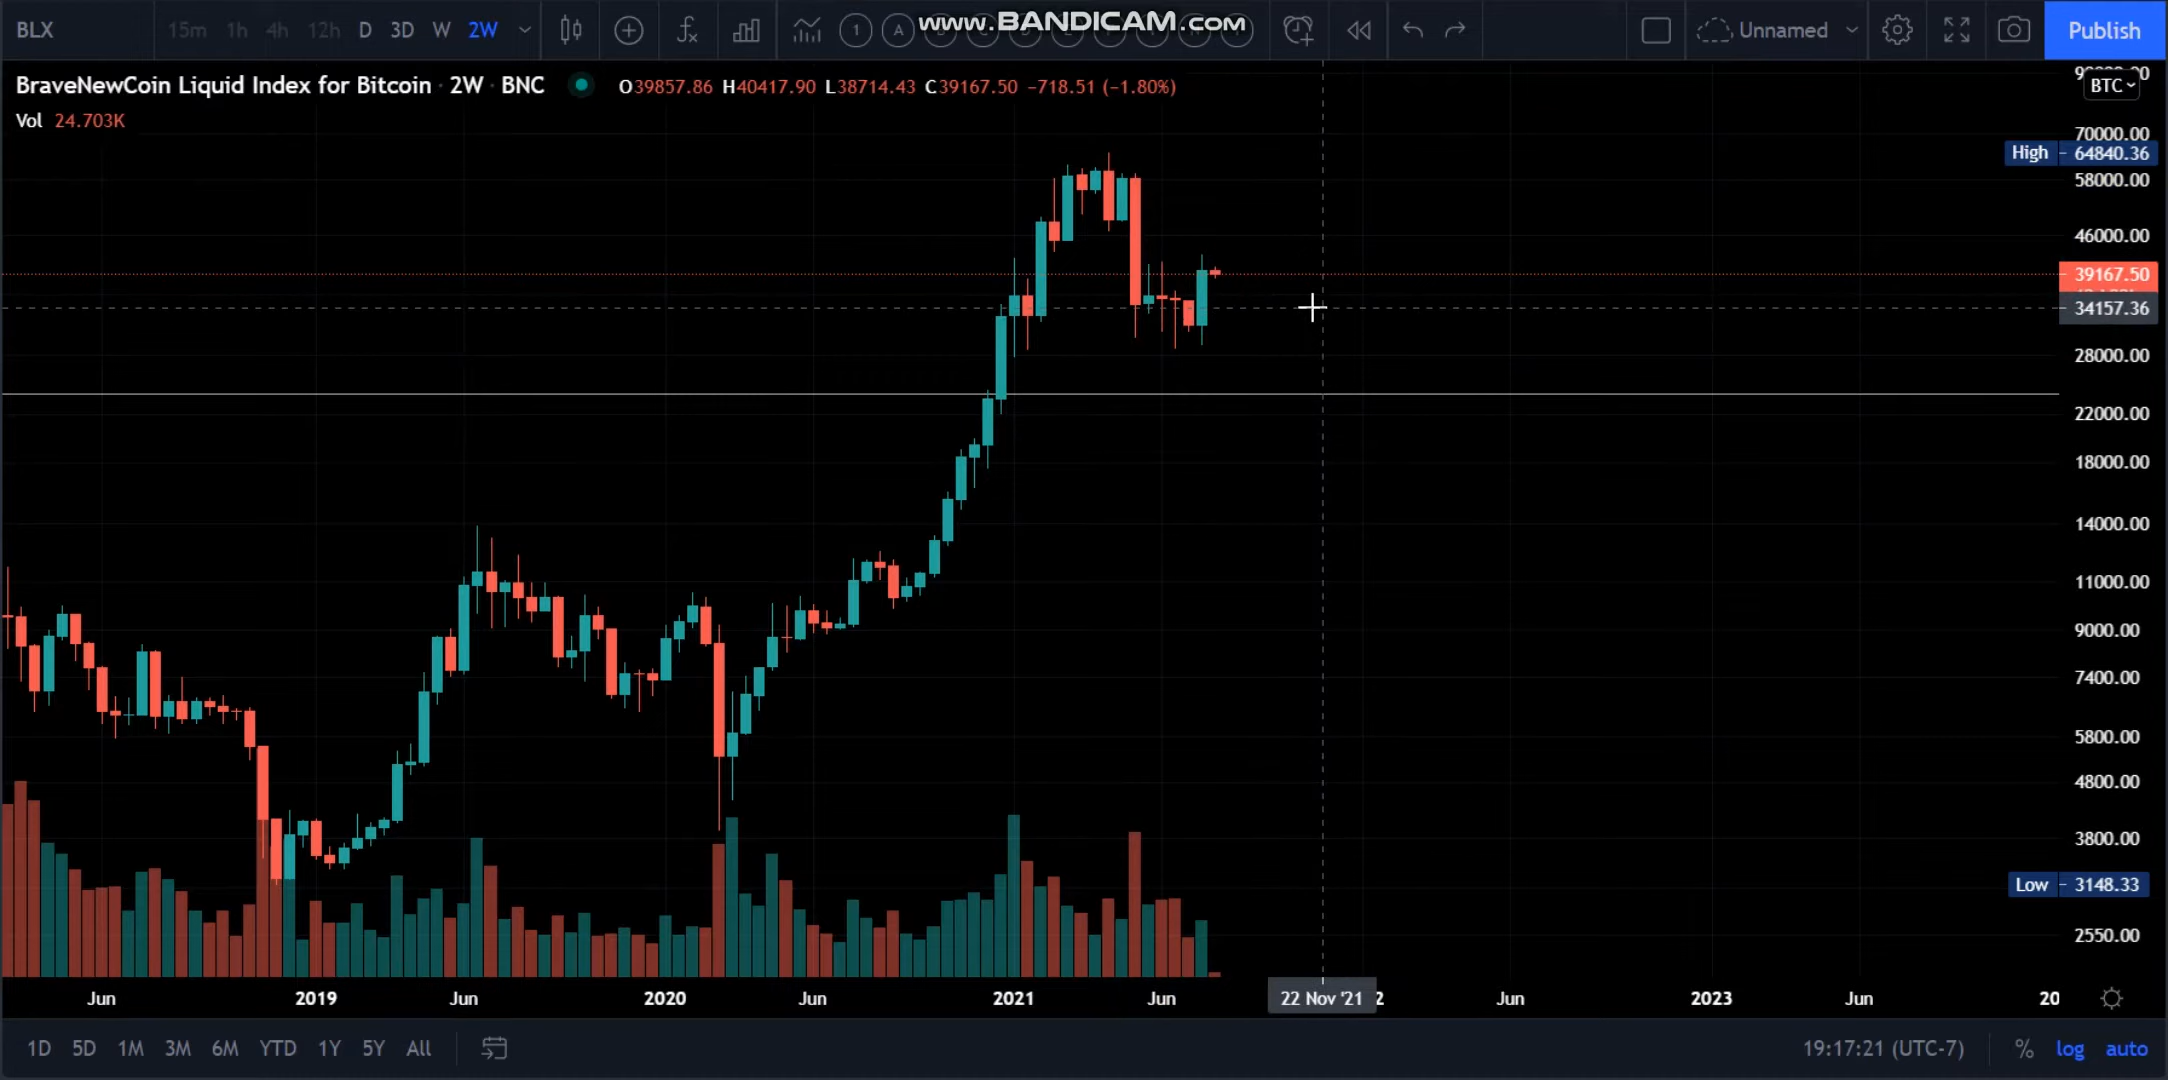 BLX 15m 1h 4h 12h D 3D W 2W 1 A www.BANDICAM.com Unnamed Publish
BraveNewCoin Liquid Index for Bitcoin · 2W · BNC O39857.86 H40417.90 L38714.43 C39167.50 −718.51 (−1.80%)
BTC
Vol 24.703K
70000.00
High 64840.36
58000.00
46000.00
39167.50
34157.36
28000.00
22000.00
18000.00
14000.00
11000.00
9000.00
7400.00
5800.00
4800.00
3800.00
Low 3148.33
2550.00
Jun 2019 Jun 2020 Jun 2021 Jun 22 Nov '21 2 Jun 2023 Jun 20
1D 5D 1M 3M 6M YTD 1Y 5Y All 19:17:21 (UTC-7) % log auto